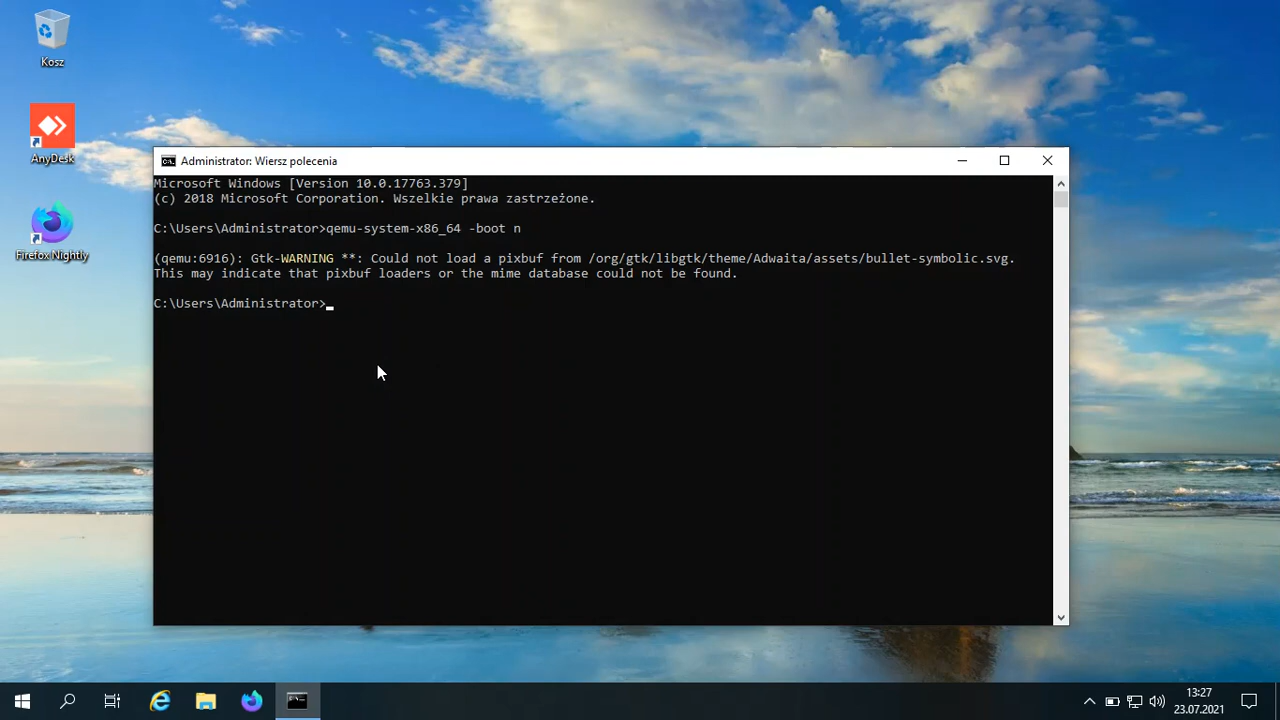 Kosz
AnyDesk
Firefox Nightly
Administrator: Wiersz polecenia
Microsoft Windows [Version 10.0.17763.379]
(c) 2018 Microsoft Corporation. Wszelkie prawa zastrzeżone.
C:\Users\Administrator>qemu-system-x86_64 -boot n
(qemu:6916): Gtk-WARNING **: Could not load a pixbuf from /org/gtk/libgtk/theme/Adwaita/assets/bullet-symbolic.svg.
This may indicate that pixbuf loaders or the mime database could not be found.
C:\Users\Administrator>
13:27
23.07.2021